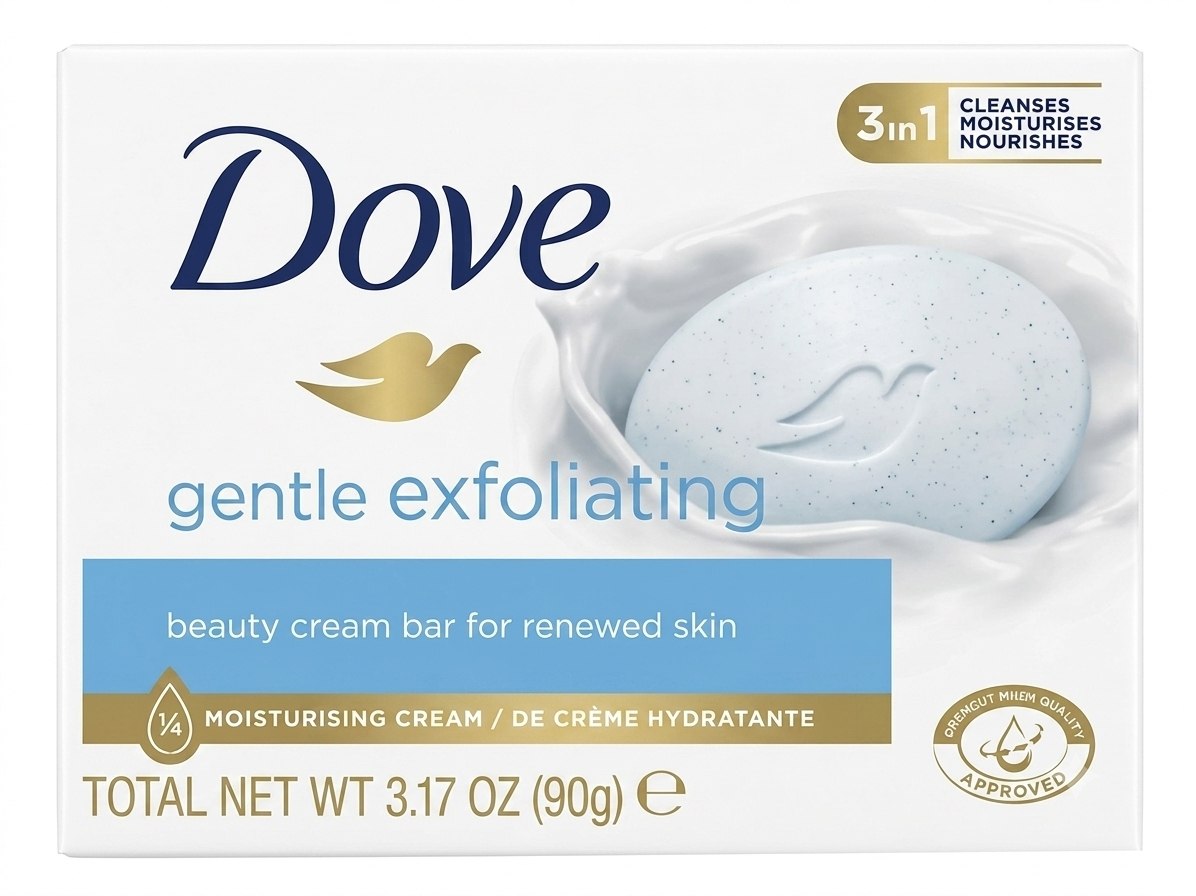 Dove
3in1
CLEANSES
MOISTURISES
NOURISHES
gentle exfoliating
beauty cream bar for renewed skin
1/4 MOISTURISING CREAM / DE CRÈME HYDRATANTE
TOTAL NET WT 3.17 OZ (90g) ℮
QUALITY
APPROVED